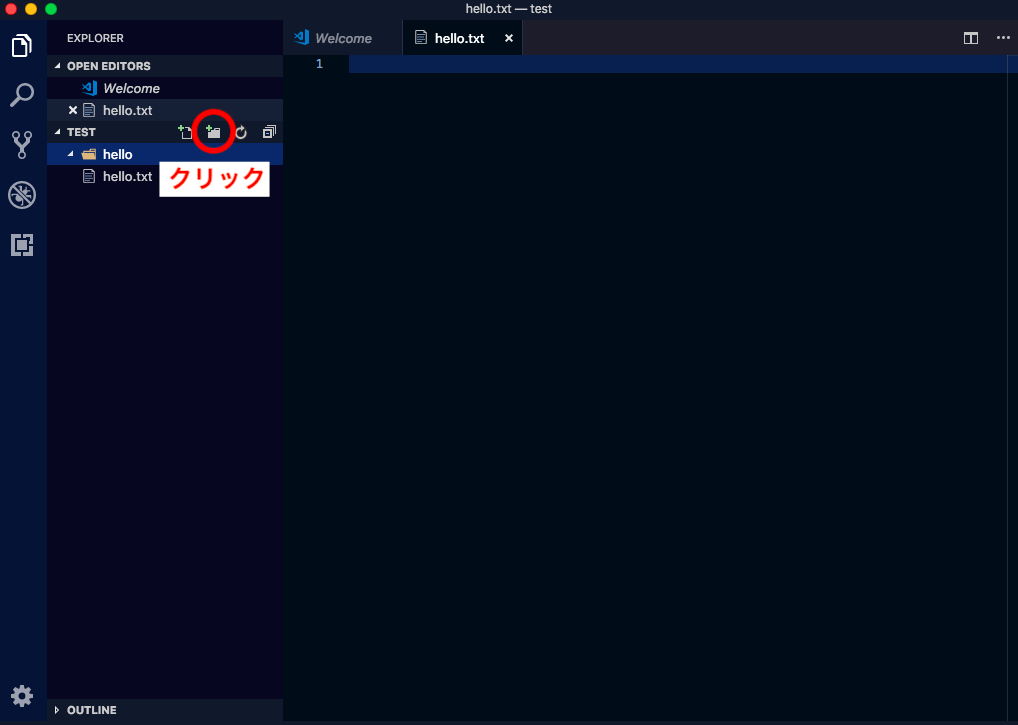 hello.txt — test
EXPLORER
Welcome
hello.txt
OPEN EDITORS
1
Welcome
hello.txt
TEST
hello
hello.txt
クリック
OUTLINE